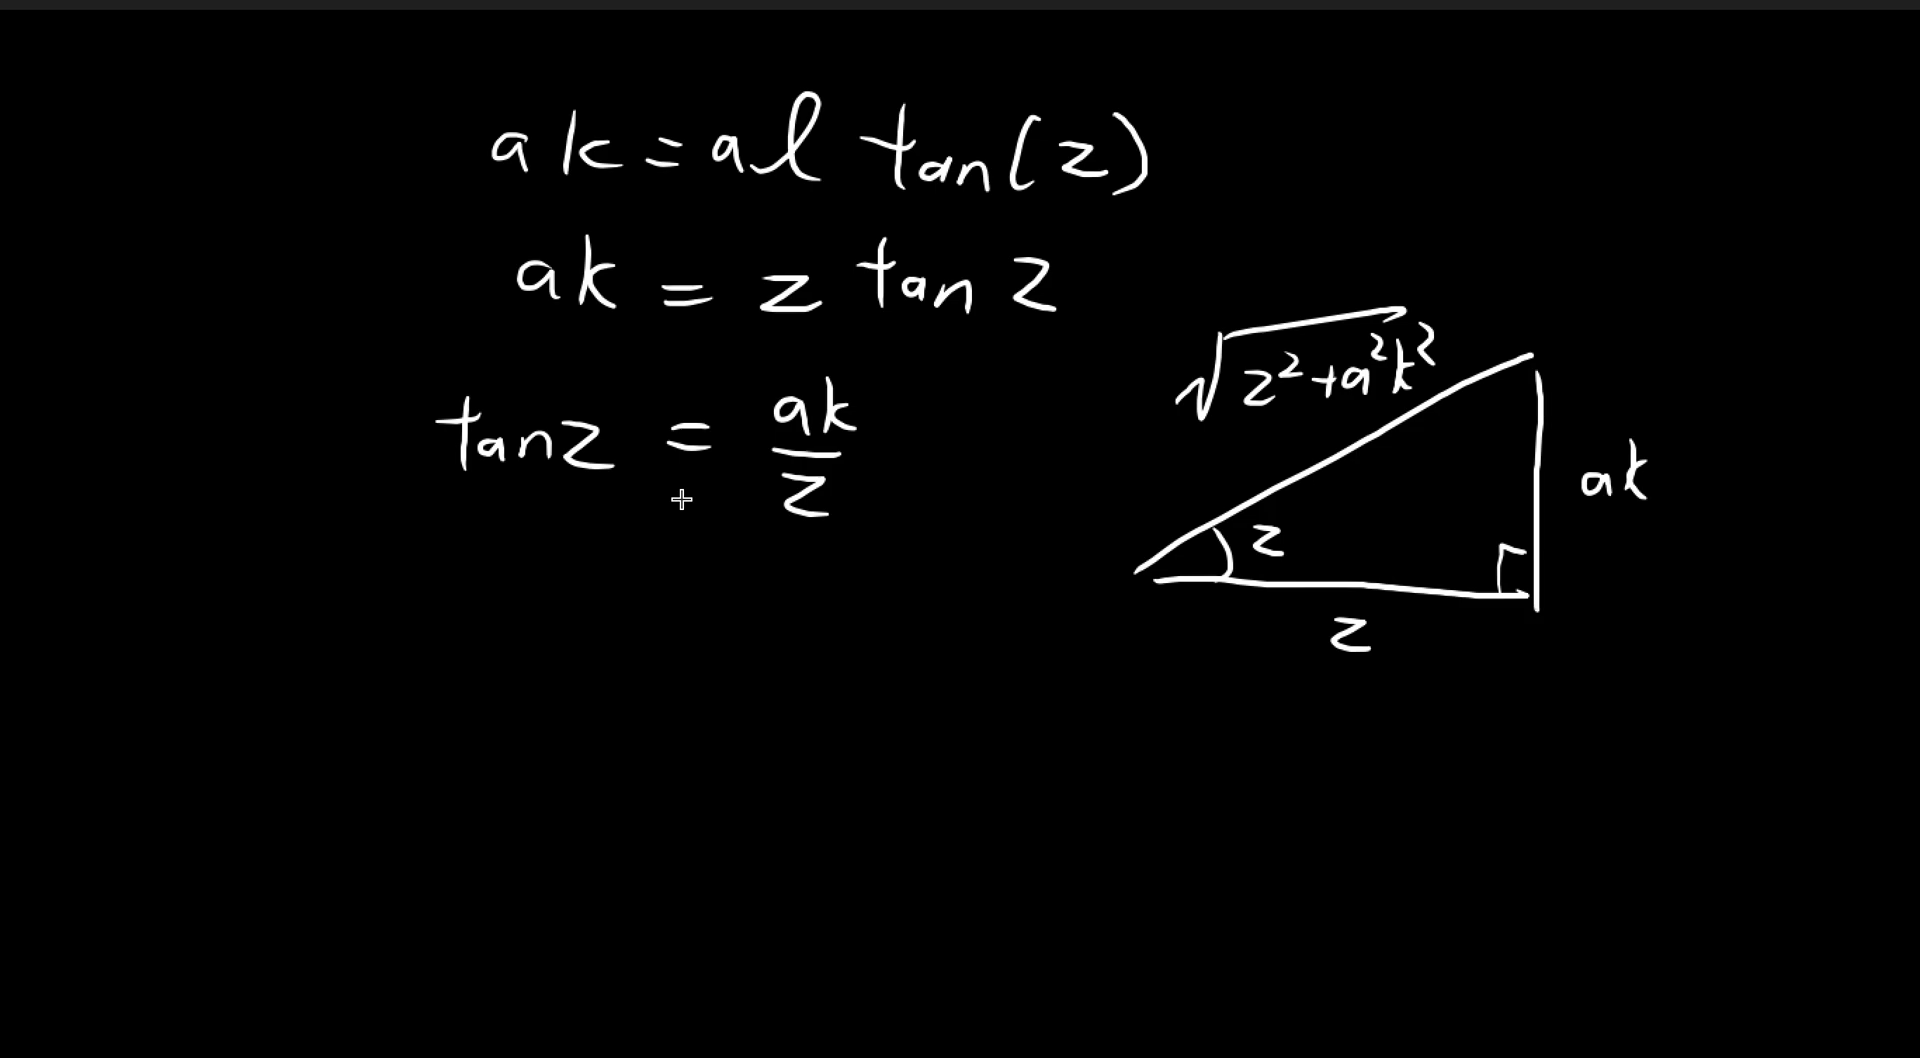 ak = aℓ tan(z)
ak = z tan z
√(z²+a²k²)
tan z = ak/z
ak
z
z